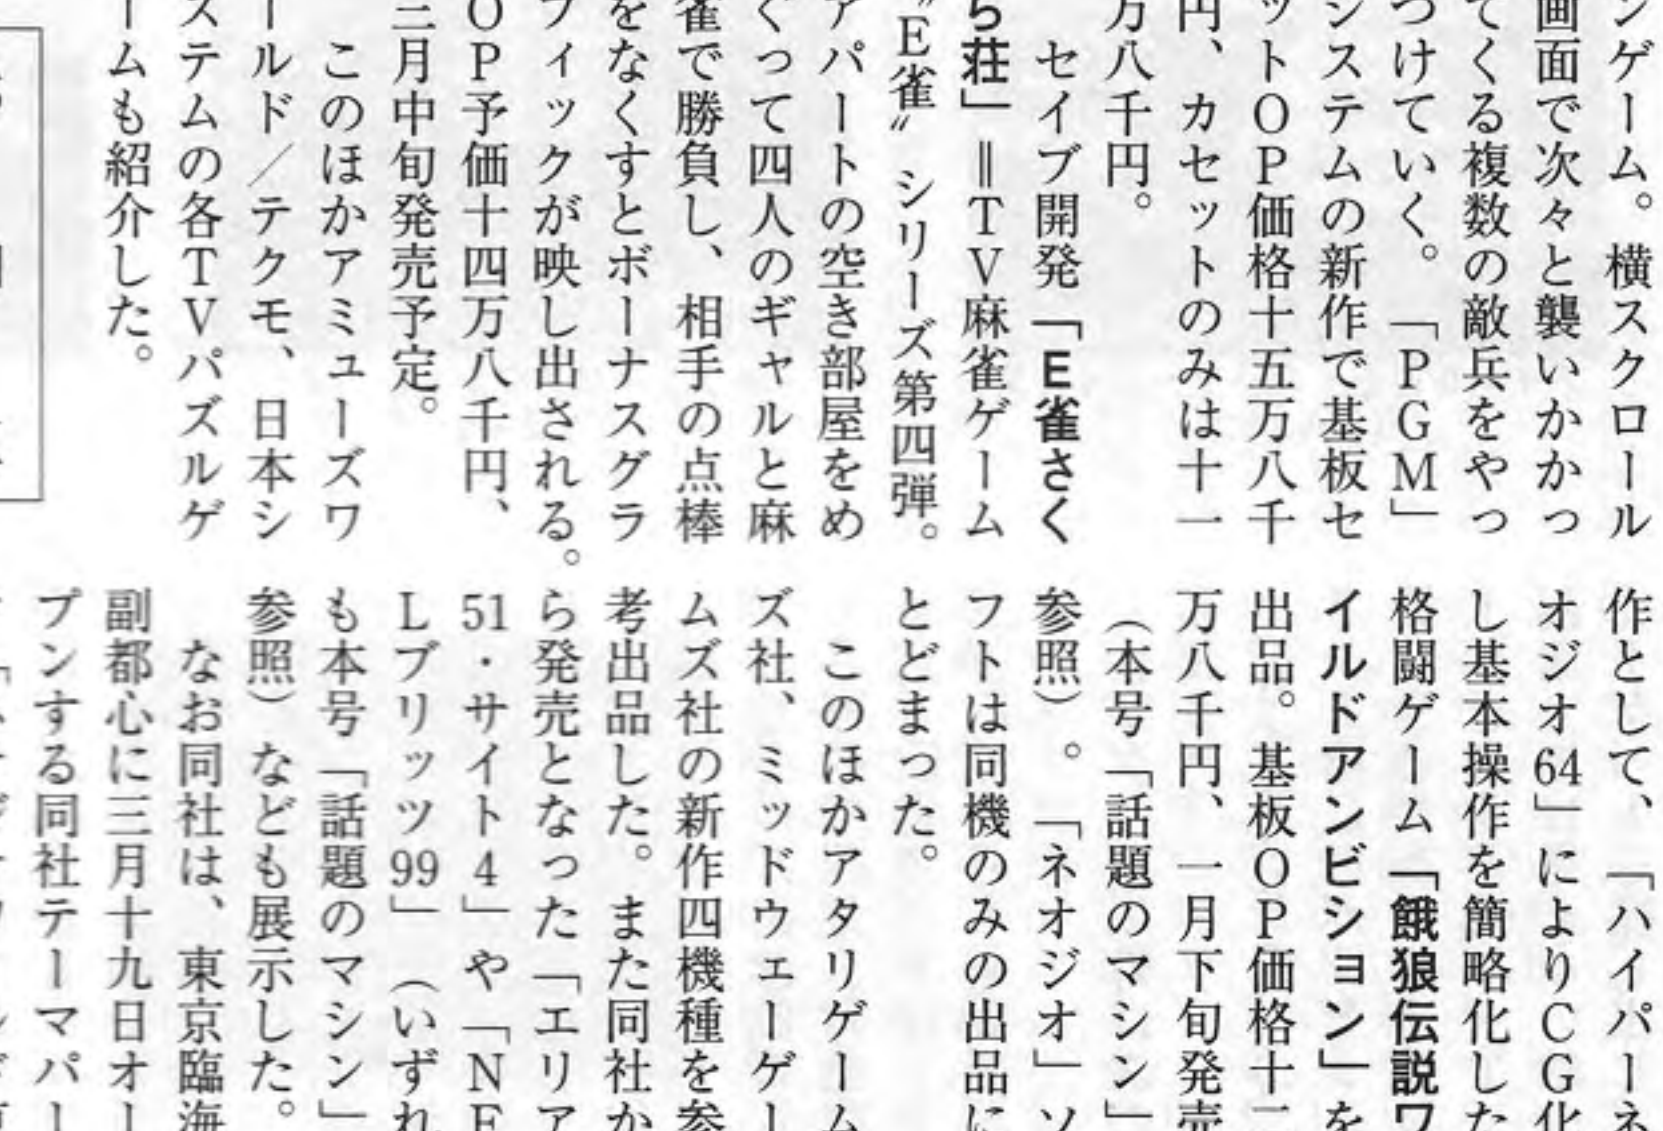 ンゲーム。横スクロール
画面で次々と襲いかかっ
てくる複数の敵兵をやっ
つけていく。「PGM」
システムの新作で基板セ
ットOP価格十五万八千
円、カセットのみは十一
万八千円。
セイブ開発「E雀さく
ら荘」＝TV麻雀ゲーム
〝E雀〟シリーズ第四弾。
アパートの空き部屋をめ
ぐって四人のギャルと麻
雀で勝負し、相手の点棒
をなくすとボーナスグラ
フィックが映し出される。
OP予価十四万八千円、
三月中旬発売予定。
このほかアミューズワ
ールド／テクモ、日本シ
ステムの各TVパズルゲ
ームも紹介した。
作として、「ハイパーネ
オジオ64」によりCG化
し基本操作を簡略化した
格闘ゲーム「餓狼伝説ワ
イルドアンビション」を
出品。基板OP価格十二
万八千円、一月下旬発売
（本号「話題のマシン」
参照）。「ネオジオ」ソ
フトは同機のみの出品に
とどまった。
このほかアタリゲーム
ズ社、ミッドウェーゲー
ムズ社の新作四機種を参
考出品した。また同社か
ら発売となった「エリア
51・サイト4」や「NF
Lブリッツ99」（いずれ
も本号「話題のマシン」
参照）なども展示した。
なお同社は、東京臨海
副都心に三月十九日オー
プンする同社テーマパー